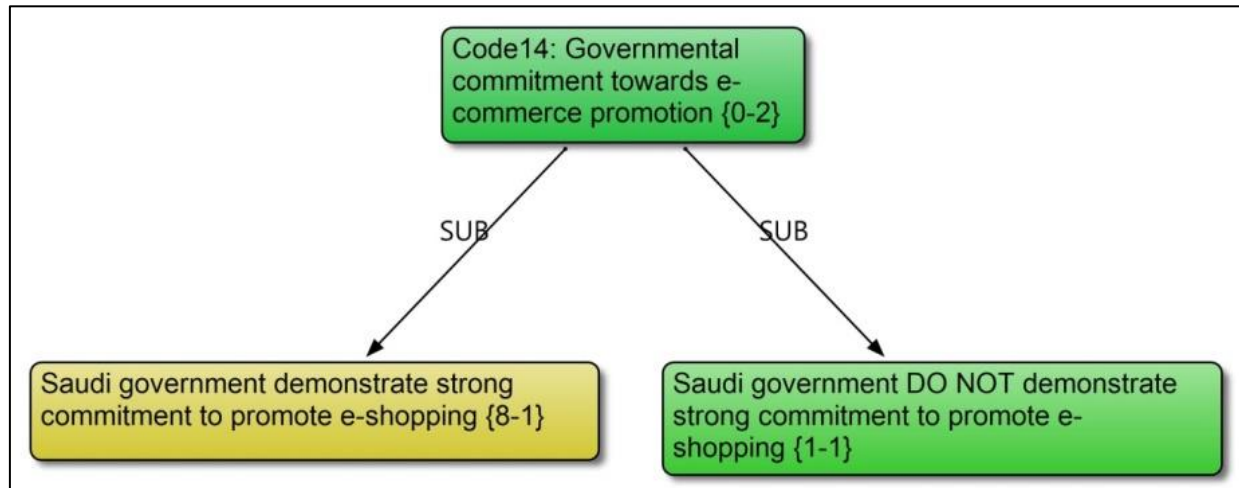 Code14: Governmental
commitment towards e-
commerce promotion {0-2}
SUB
SUB
Saudi government demonstrate strong
commitment to promote e-shopping {8-1}
Saudi government DO NOT demonstrate
strong commitment to promote e-
shopping {1-1}